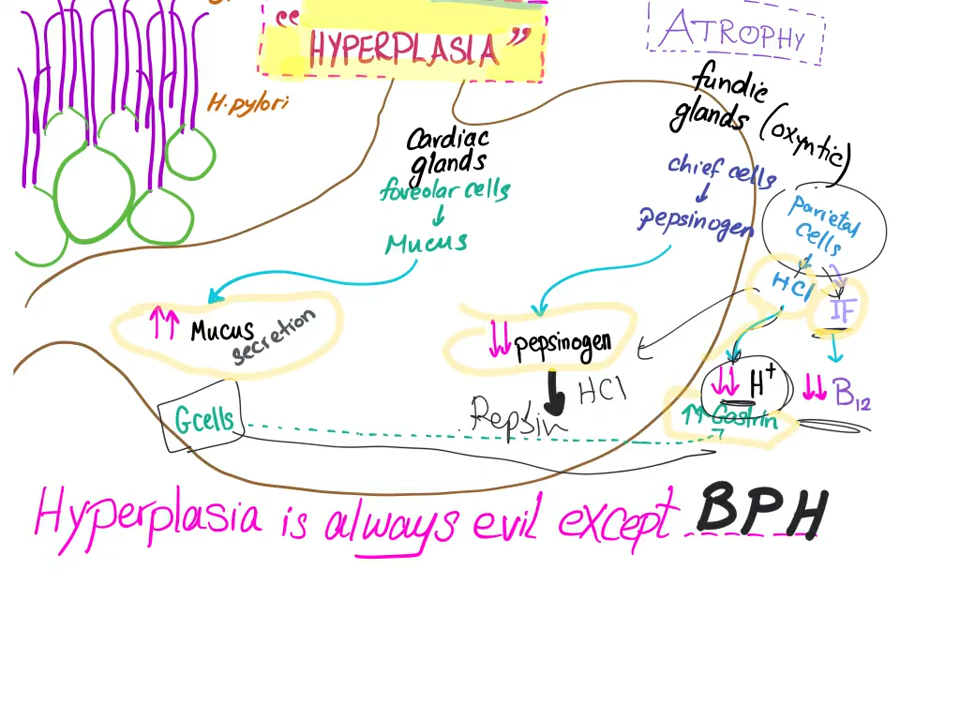 “HYPERPLASIA”
ATROPHY
H. pylori
Cardiac
glands
foveolar cells
↓
Mucus
fundic
glands (oxyntic)
chief cells
↓
Pepsinogen
parietal
cells
HCl
IF
↑↑ Mucus
secretion
↓↓ pepsinogen
HCl
Pepsin
↓↓ H⁺
↑↑ Gastrin
↓↓ B₁₂
G cells
Hyperplasia is always evil except BPH